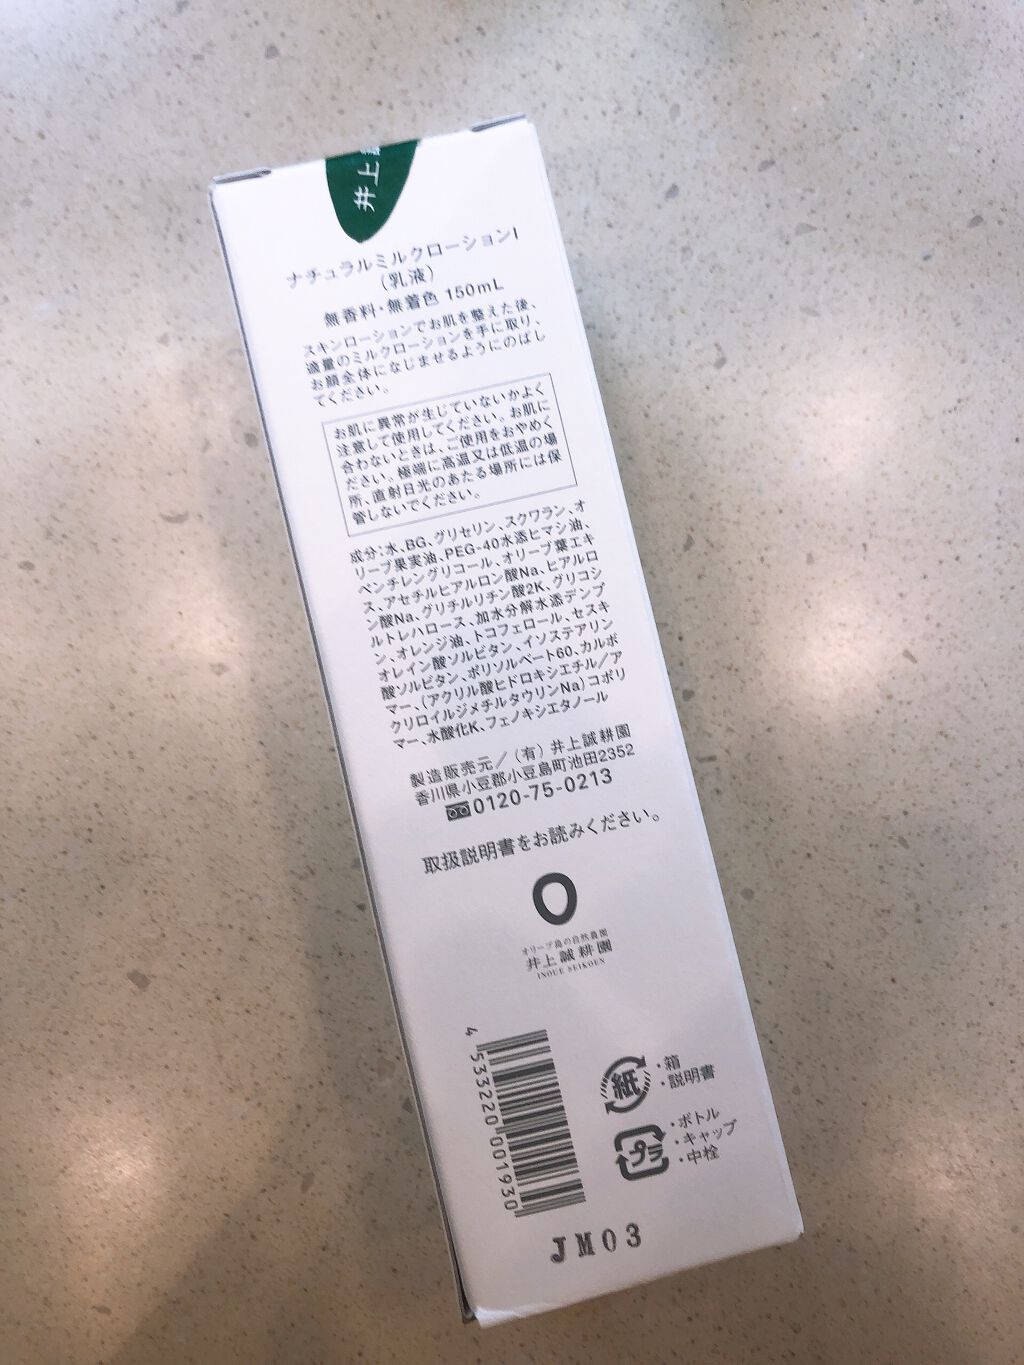 井上誠
ナチュラルミルクローションI
（乳液）
無香料・無着色 150mL
スキンローションでお肌を整えた後、
適量のミルクローションを手に取り、
お顔全体になじませるようにのばし
てください。
お肌に異常が生じていないかよく
注意して使用してください。お肌に
合わないときは、ご使用をおやめく
ださい。極端に高温又は低温の場
所、直射日光のあたる場所には保
管しないでください。
成分：水、BG、グリセリン、スクワラン、オ
リーブ果実油、PEG-40水添ヒマシ油、
ペンチレングリコール、オリーブ葉エキ
ス、アセチルヒアルロン酸Na、ヒアルロ
ン酸Na、グリチルリチン酸2K、グリコシ
ルトレハロース、加水分解水添デンプ
ン、オレンジ油、トコフェロール、セスキ
オレイン酸ソルビタン、イソステアリン
酸ソルビタン、ポリソルベート60、カルボ
マー、（アクリル酸ヒドロキシエチル／ア
クリロイルジメチルタウリンNa）コポリ
マー、水酸化K、フェノキシエタノール
製造販売元／（有）井上誠耕園
香川県小豆郡小豆島町池田2352
0120-75-0213
取扱説明書をお読みください。
オリーブ島の自然農園
井上誠耕園
INOUE SEIKOEN
4 533220 001930
紙
・箱
・説明書
プラ
・ボトル
・キャップ
・中栓
JM03